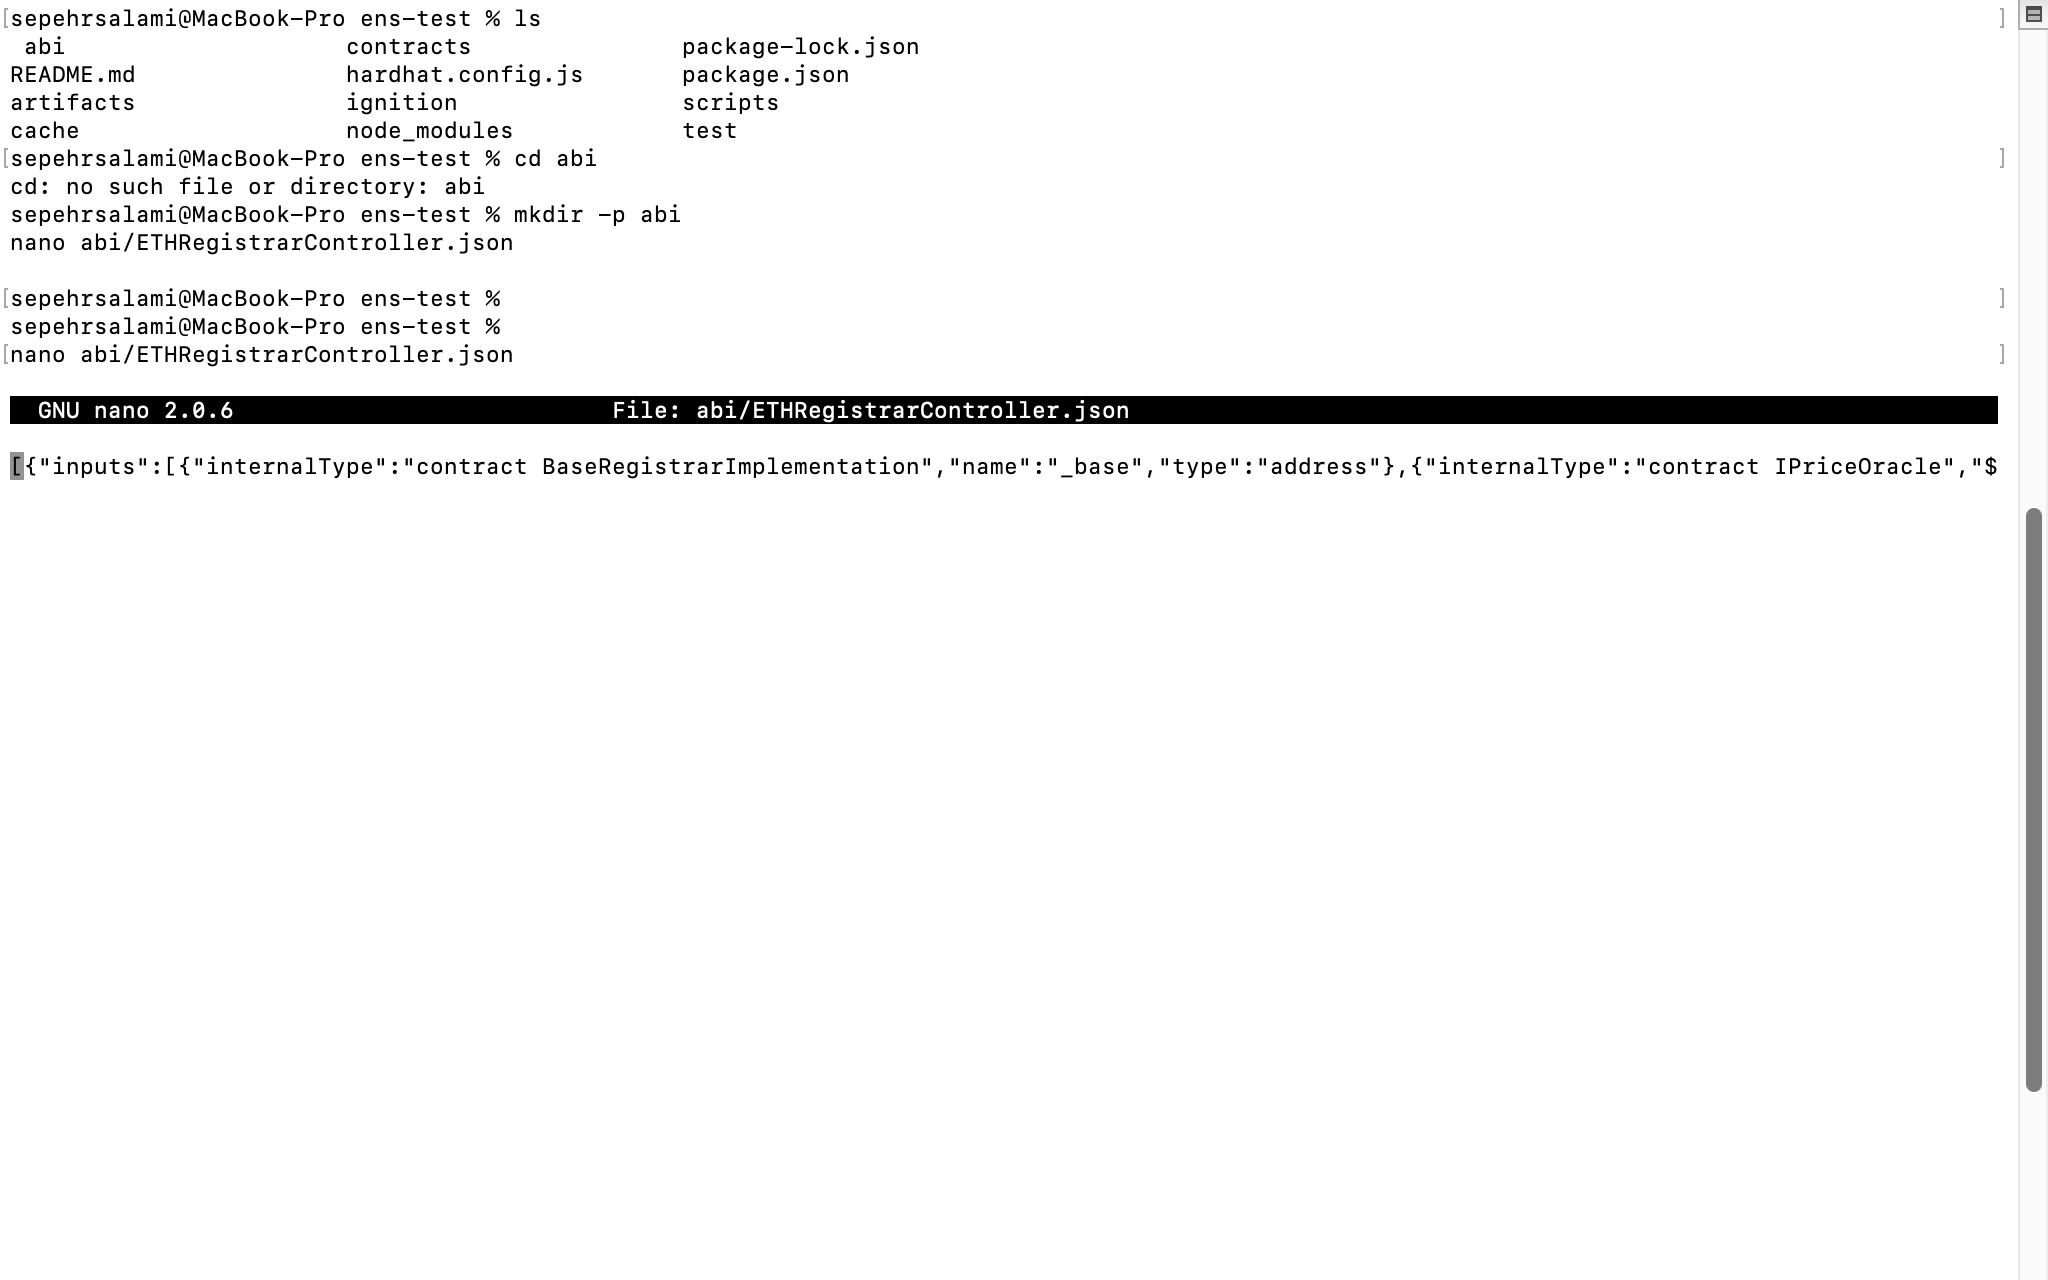 [sepehrsalami@MacBook-Pro ens-test % ls ]
 abi contracts package-lock.json
README.md hardhat.config.js package.json
artifacts ignition scripts
cache node_modules test
[sepehrsalami@MacBook-Pro ens-test % cd abi ]
cd: no such file or directory: abi
sepehrsalami@MacBook-Pro ens-test % mkdir -p abi
nano abi/ETHRegistrarController.json
[sepehrsalami@MacBook-Pro ens-test % ]
sepehrsalami@MacBook-Pro ens-test %
[nano abi/ETHRegistrarController.json ]
GNU nano 2.0.6 File: abi/ETHRegistrarController.json
[{"inputs":[{"internalType":"contract BaseRegistrarImplementation","name":"_base","type":"address"},{"internalType":"contract IPriceOracle","$